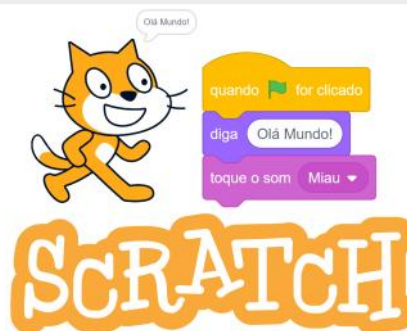 Olá Mundo!
quando for clicado
diga Olá Mundo!
toque o som Miau
SCRATCH